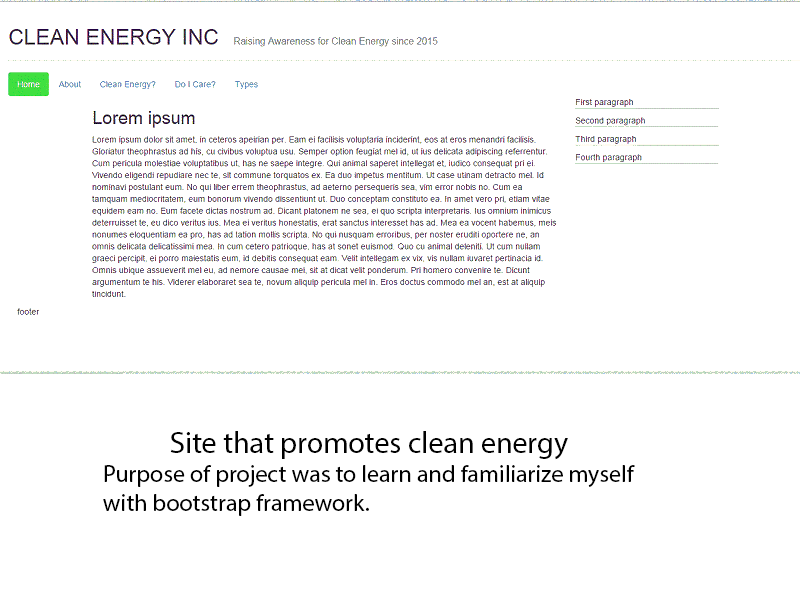 CLEAN ENERGY INC Raising Awareness for Clean Energy since 2015
Home About Clean Energy? Do I Care? Types
Lorem ipsum
Lorem ipsum dolor sit amet, in ceteros apeirian per. Eam ei facilisis voluptaria inciderint, eos at eros menandri facilisis.
Gloriatur theophrastus ad his, cu civibus voluptua usu. Semper option feugiat mel id, ut ius delicata adipiscing referrentur.
Cum pericula molestiae voluptatibus ut, has ne saepe integre. Qui animal saperet intellegat et, iudico consequat pri ei.
Vivendo eligendi repudiare nec te, sit commune torquatos ex. Ea duo impetus mentitum. Ut case utinam detracto mel. Id
nominavi postulant eum. No qui liber errem theophrastus, ad aeterno persequeris sea, vim error nobis no. Cum ea
tamquam mediocritatem, eum bonorum vivendo dissentiunt ut. Duo conceptam constituto ea. In amet vero pri, etiam vitae
equidem eam no. Eum facete dictas nostrum ad. Dicant platonem ne sea, ei quo scripta interpretaris. Ius omnium inimicus
deterruisset te, eu dico veritus ius. Mea ei veritus honestatis, erat sanctus interesset has ad. Mea ea vocent habemus, meis
nonumes eloquentiam ea pro, has ad tation mollis scripta. No qui nusquam erroribus, per noster eruditi oportere ne, an
omnis delicata delicatissimi mea. In cum cetero patrioque, has at sonet euismod. Quo cu animal deleniti. Ut cum nullam
graeci percipit, ei porro maiestatis eum, id debitis consequat eam. Velit intellegam ex vix, vis nullam iuvaret pertinacia id.
Omnis ubique assueverit mel eu, ad nemore causae mei, sit at dicat velit ponderum. Pri homero convenire te. Dicunt
argumentum te his. Viderer elaboraret sea te, novum aliquip pericula mel in. Eros doctus commodo mel an, est at aliquip
tincidunt.
First paragraph
Second paragraph
Third paragraph
Fourth paragraph
footer
Site that promotes clean energy
Purpose of project was to learn and familiarize myself
with bootstrap framework.